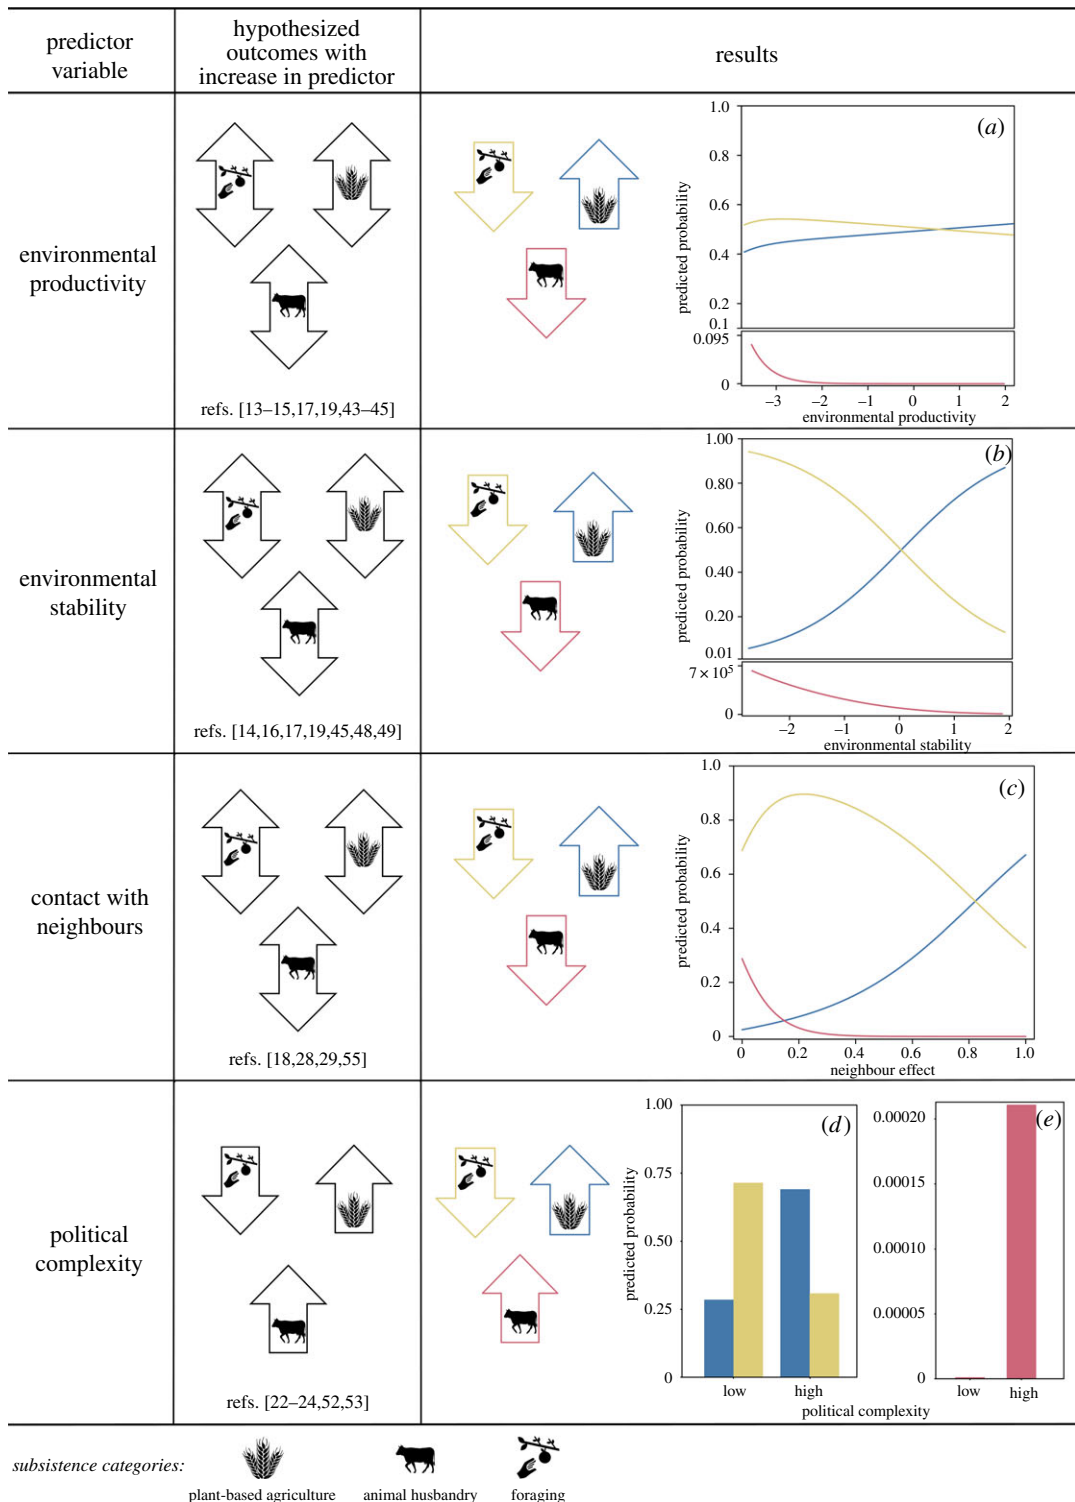 predictor
variable
hypothesized
outcomes with
increase in predictor
results
environmental
productivity
refs. [13–15,17,19,43–45]
(a)
predicted probability
1.0
0.8
0.6
0.4
0.2
0.1
0.095
0
–3 –2 –1 0 1 2
environmental productivity
environmental
stability
refs. [14,16,17,19,45,48,49]
(b)
predicted probability
1.00
0.80
0.60
0.40
0.20
0.01
7 × 10⁵
0
–2 –1 0 1 2
environmental stability
contact with
neighbours
refs. [18,28,29,55]
(c)
predicted probability
1.0
0.8
0.6
0.4
0.2
0
0 0.2 0.4 0.6 0.8 1.0
neighbour effect
political
complexity
refs. [22–24,52,53]
(d)
predicted probability
1.00
0.75
0.50
0.25
0
low high
(e)
0.00020
0.00015
0.00010
0.00005
0
low high
political complexity
subsistence categories:
plant-based agriculture animal husbandry foraging